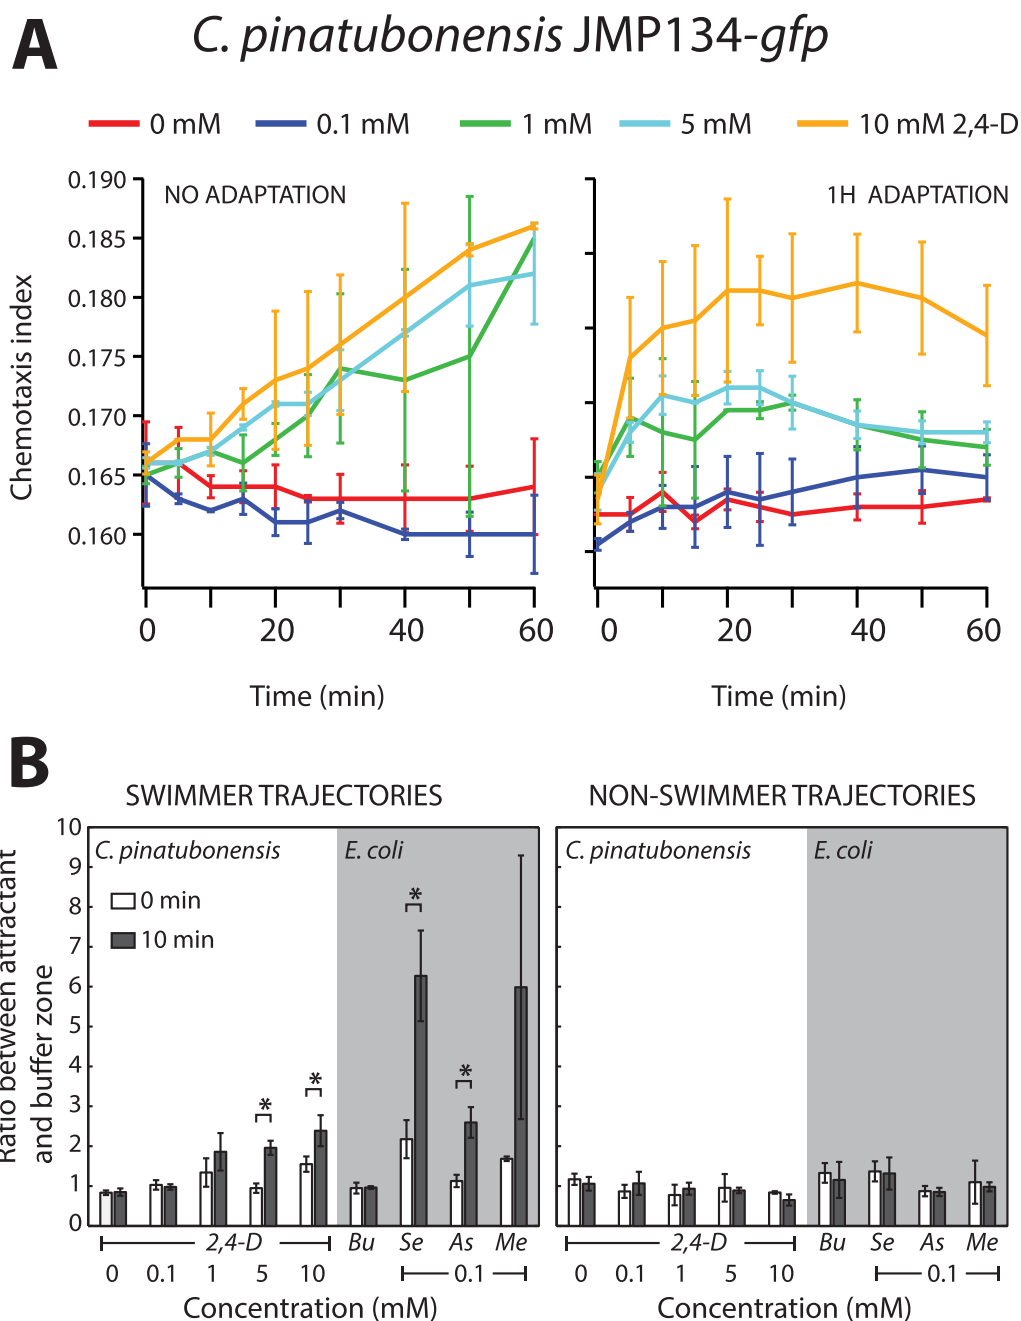 A
C. pinatubonensis JMP134-gfp
0 mM 0.1 mM 1 mM 5 mM 10 mM 2,4-D
NO ADAPTATION
1H ADAPTATION
Chemotaxis index
0.190
0.185
0.180
0.175
0.170
0.165
0.160
0 20 40 60
0 20 40 60
Time (min)
Time (min)
B
SWIMMER TRAJECTORIES
NON-SWIMMER TRAJECTORIES
Ratio between attractant
and buffer zone
10
9
8
7
6
5
4
3
2
1
0
C. pinatubonensis
E. coli
C. pinatubonensis
E. coli
0 min
10 min
*
*
*
*
2,4-D Bu Se As Me
2,4-D Bu Se As Me
0 0.1 1 5 10 0.1
0 0.1 1 5 10 0.1
Concentration (mM)
Concentration (mM)